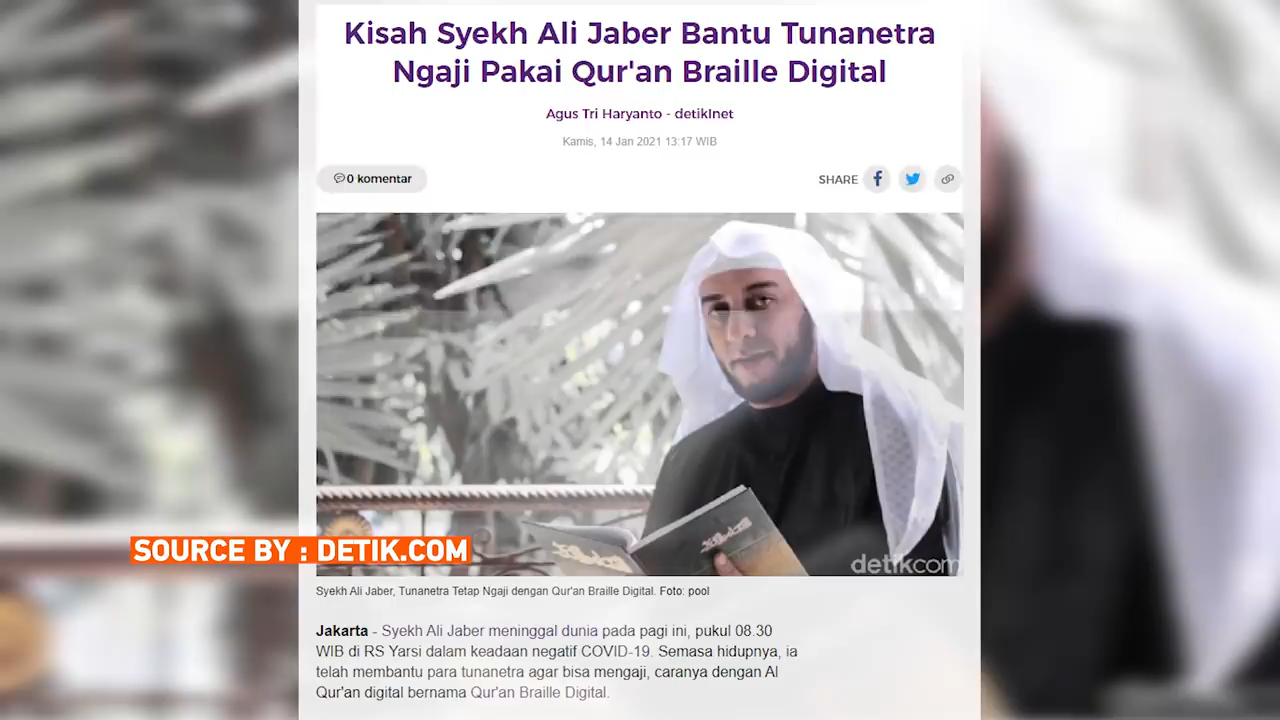 Kisah Syekh Ali Jaber Bantu Tunanetra
Ngaji Pakai Qur'an Braille Digital
Agus Tri Haryanto - detikInet
Kamis, 14 Jan 2021 13:17 WIB
0 komentar
SHARE
detikcom
SOURCE BY : DETIK.COM
Syekh Ali Jaber, Tunanetra Tetap Ngaji dengan Qur'an Braille Digital. Foto: pool
Jakarta - Syekh Ali Jaber meninggal dunia pada pagi ini, pukul 08.30
WIB di RS Yarsi dalam keadaan negatif COVID-19. Semasa hidupnya, ia
telah membantu para tunanetra agar bisa mengaji, caranya dengan Al
Qur'an digital bernama Qur'an Braille Digital.